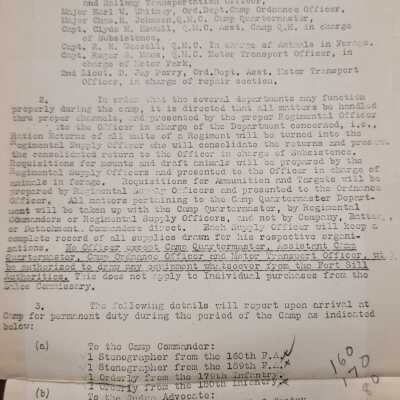 and Railway Transportation Officer,
Major Earl W. Whitney, Ord.Dept.Camp Ordnance Officer,
Major Chas. H. Johnson,Q.M.C. Camp Quartermaster,
Capt. Clyde M. Howell, Q.M.C. Asst. Camp Q.M. in charge
of Subsistence,
Capt. R. H. Q.M.C. In charge of Animals in Forage.
Capt. Roger S. Q.M.C. Motor Transport Officer, in
charge of Motor Park,
2nd Lieut. D. Jay Perry, Ord.Dept. Asst. Motor Transport
Officer, in charge of repair section.
2. In order that the several departments may function
properly during the camp, it is directed that all matters be handled
thru proper channels, and presented by the proper Regimental Officer
to the Officer in charge of the Department concerned, i.e.,
Ration Returns of all units of a Regiment will be turned into the
Regimental Supply Officer who will consolidate the returns and present
the consolidated return to the Officer in charge of Subsistence.
Requisitions for mounts and draft animals will be prepared by the
Regimental Supply Officers and presented to the Officer in charge of
animals in forage. Requisitions for Ammunition and Targets will be
prepared by Regimental Supply Officers and presented to the Ordnance
Officer. All matters pertaining to the Camp Quartermaster Depart-
ment will be taken up with the Camp Quartermaster, by Regimental
Commanders or Regimental Supply Officers, and not by Company, Battery,
or Detachment Commanders direct. Each Supply Officer will keep a
complete record of all supplies drawn for his respective organi-
zations. No Officer except Camp Quartermaster, Assistant Camp
Quartermaster, Camp Ordnance Officer and Motor Transport Officer, will
be authorized to draw any equipment whatsoever from the Fort Sill
Authorities. This does not apply to Individual purchases from the
Sales Commissary.
3. The following details will report upon arrival at
Camp for permanent duty during the period of the Camp as indicated
below:
(a) To the Camp Commander:
1 Stenographer from the 160th F.A.
1 Stenographer from the 189th F.A.
1 Orderly from the 179th Infantry.
1 Orderly from the 180th Infantry.
(b) To the Judge Advocate:
160
170
80